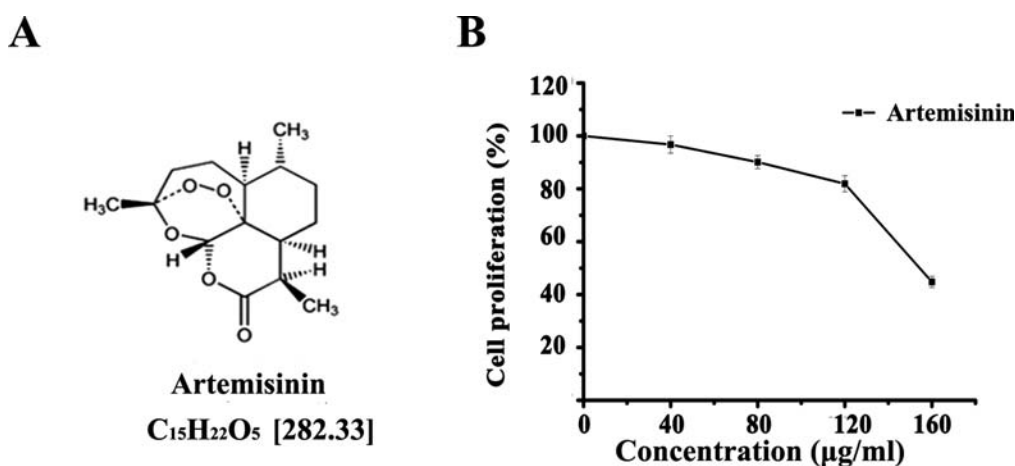 A
CH₃
H
O
O
H₃C
O
H
H
H
O
CH₃
O
Artemisinin
C₁₅H₂₂O₅ [282.33]
B
Cell proliferation (%)
120
100
80
60
40
20
0
40
80
120
160
Concentration (μg/ml)
Artemisinin